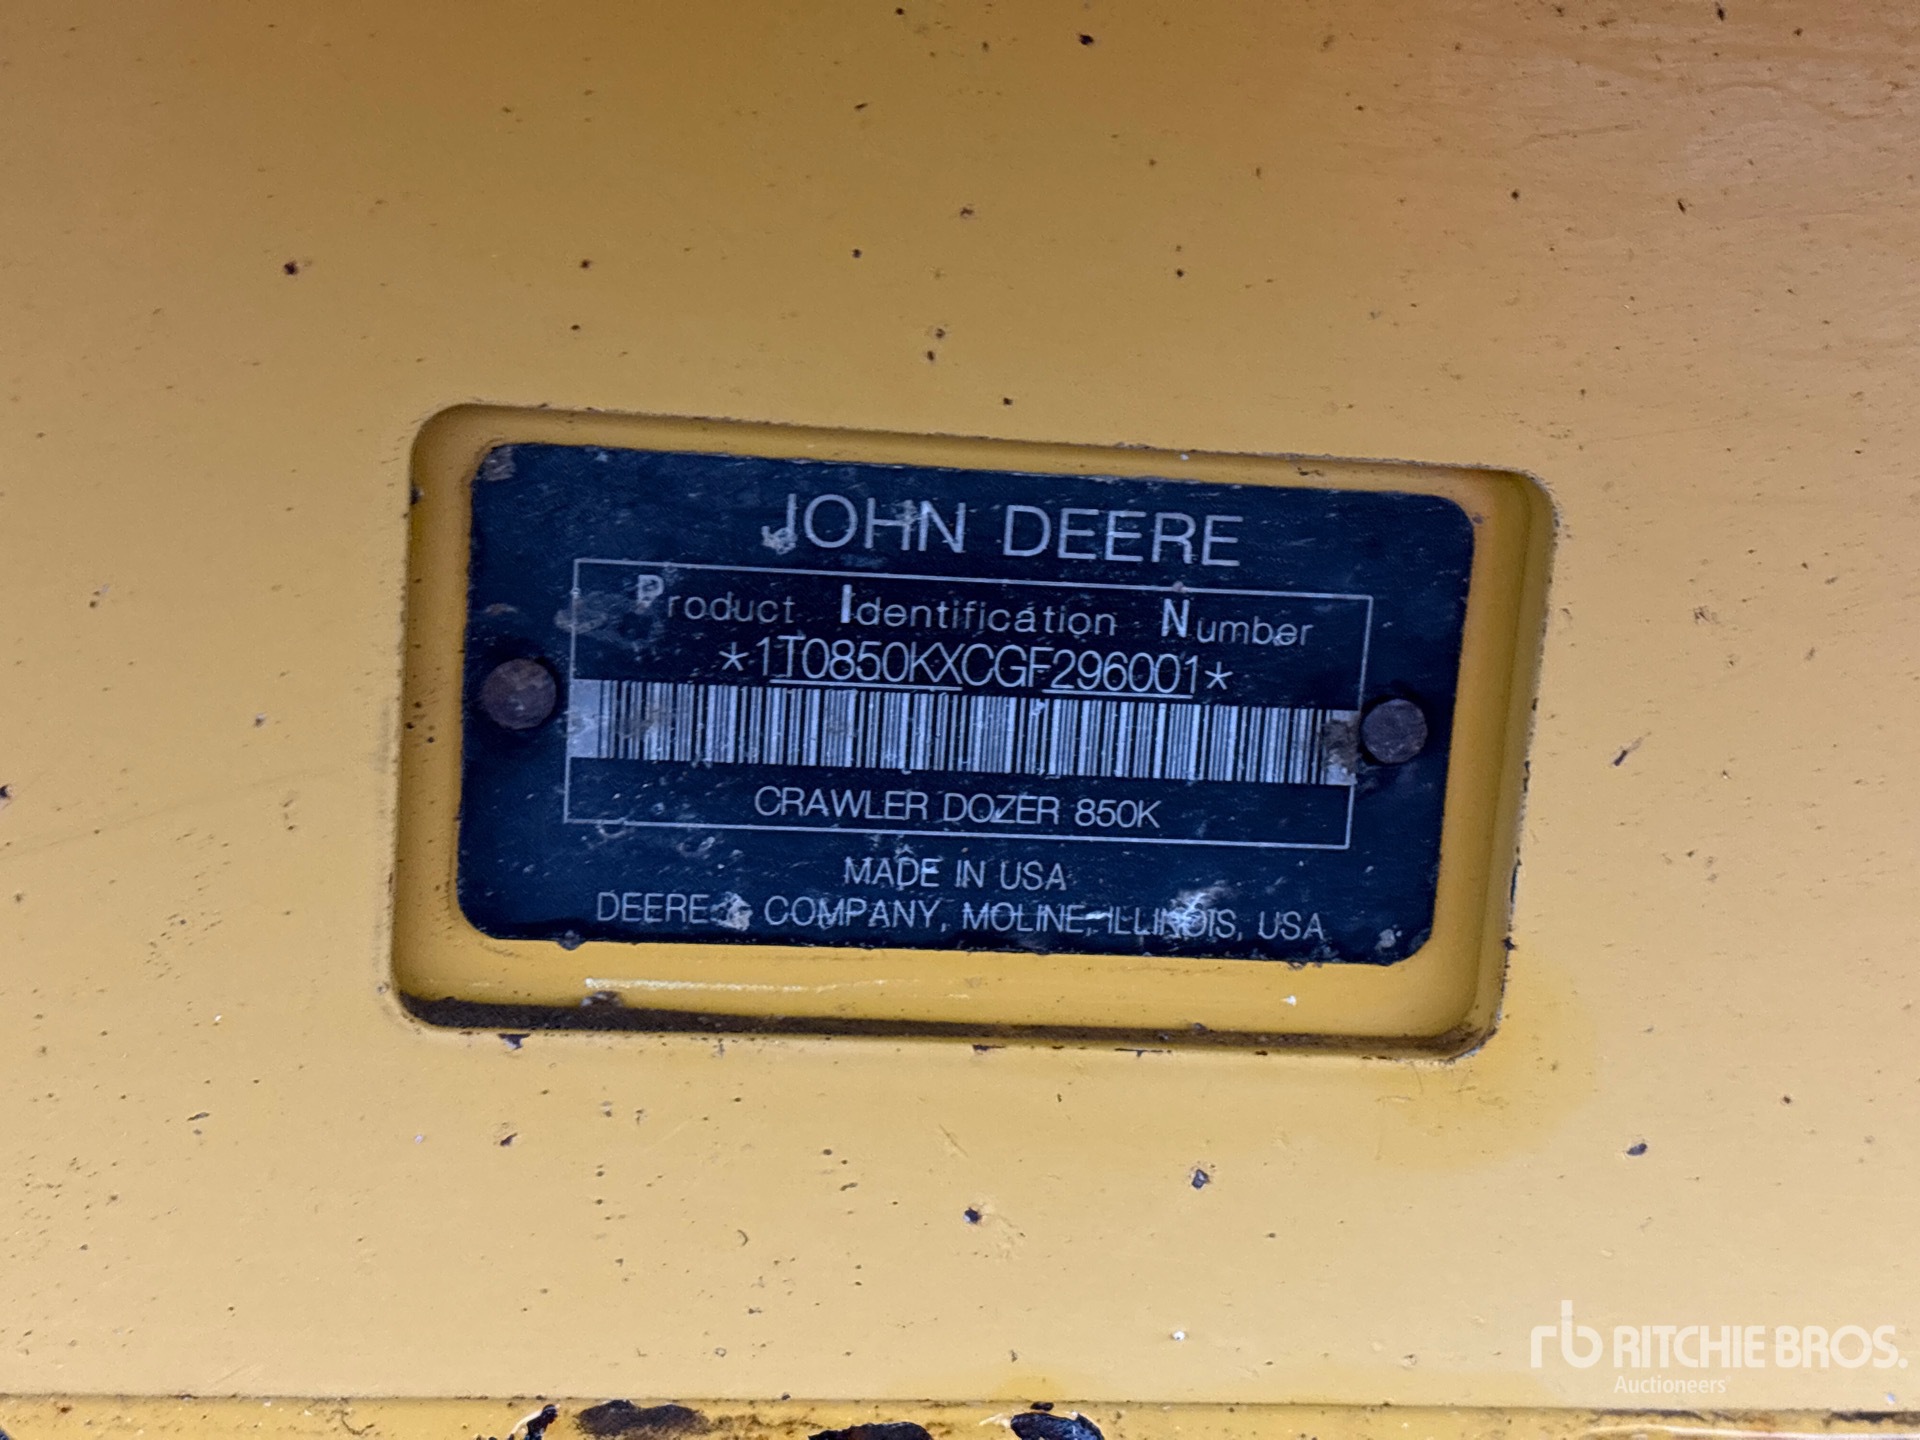 JOHN DEERE
Product Identification Number
*1T0850KXCGF296001*
CRAWLER DOZER 850K
MADE IN USA
DEERE & COMPANY, MOLINE, ILLINOIS, USA
rb RITCHIE BROS.
Auctioneers